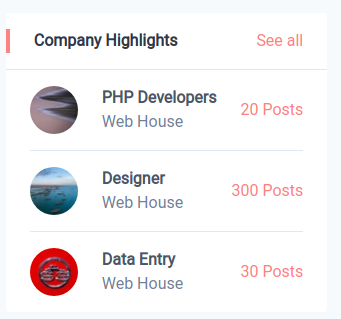 Company Highlights See all
PHP Developers
Web House
20 Posts
Designer
Web House
300 Posts
Data Entry
Web House
30 Posts